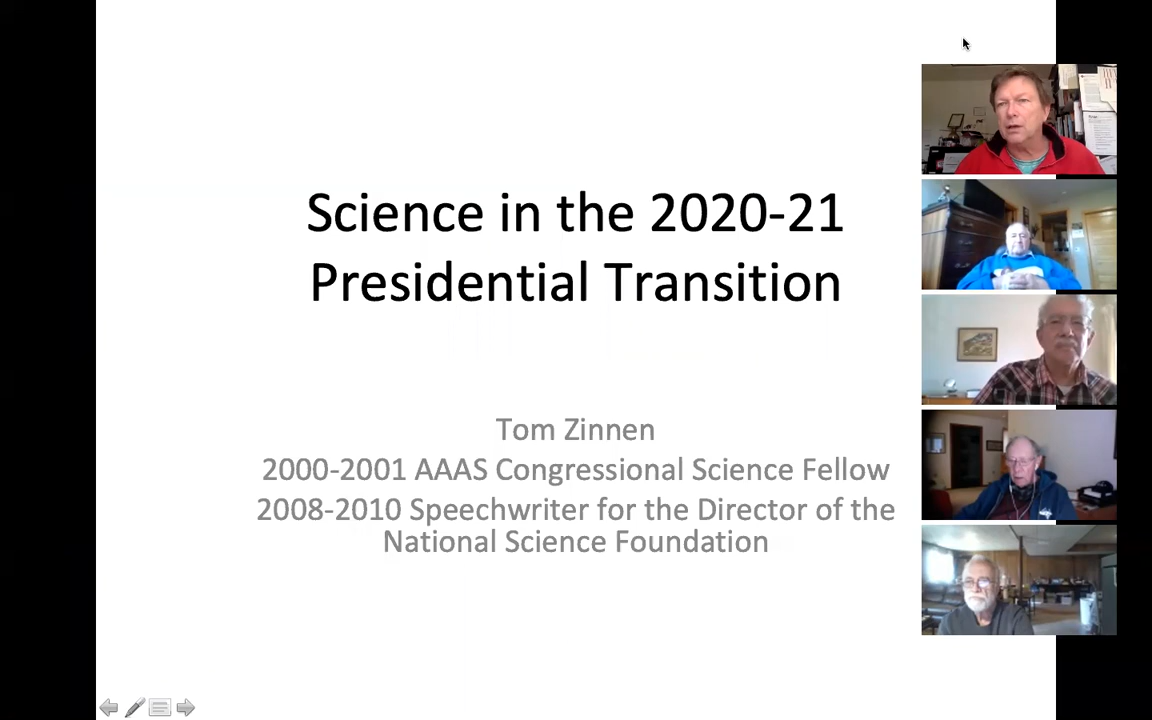 Science in the 2020-21
Presidential Transition
Tom Zinnen
2000-2001 AAAS Congressional Science Fellow
2008-2010 Speechwriter for the Director of the
National Science Foundation